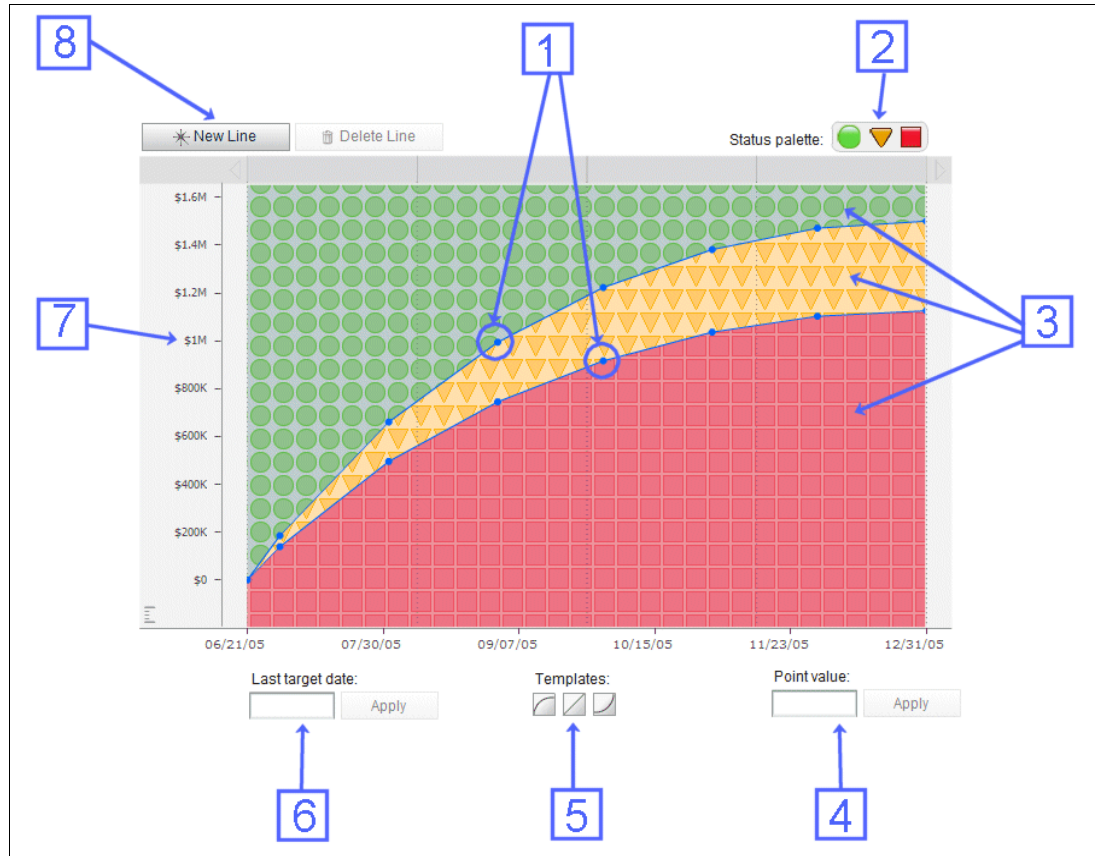 8
1
2
New Line
Delete Line
Status palette:
$1.6M
$1.4M
$1.2M
7
$1M
3
$800K
$600K
$400K
$200K
$0
06/21/05
07/30/05
09/07/05
10/15/05
11/23/05
12/31/05
Last target date:
Templates:
Point value:
Apply
Apply
6
5
4